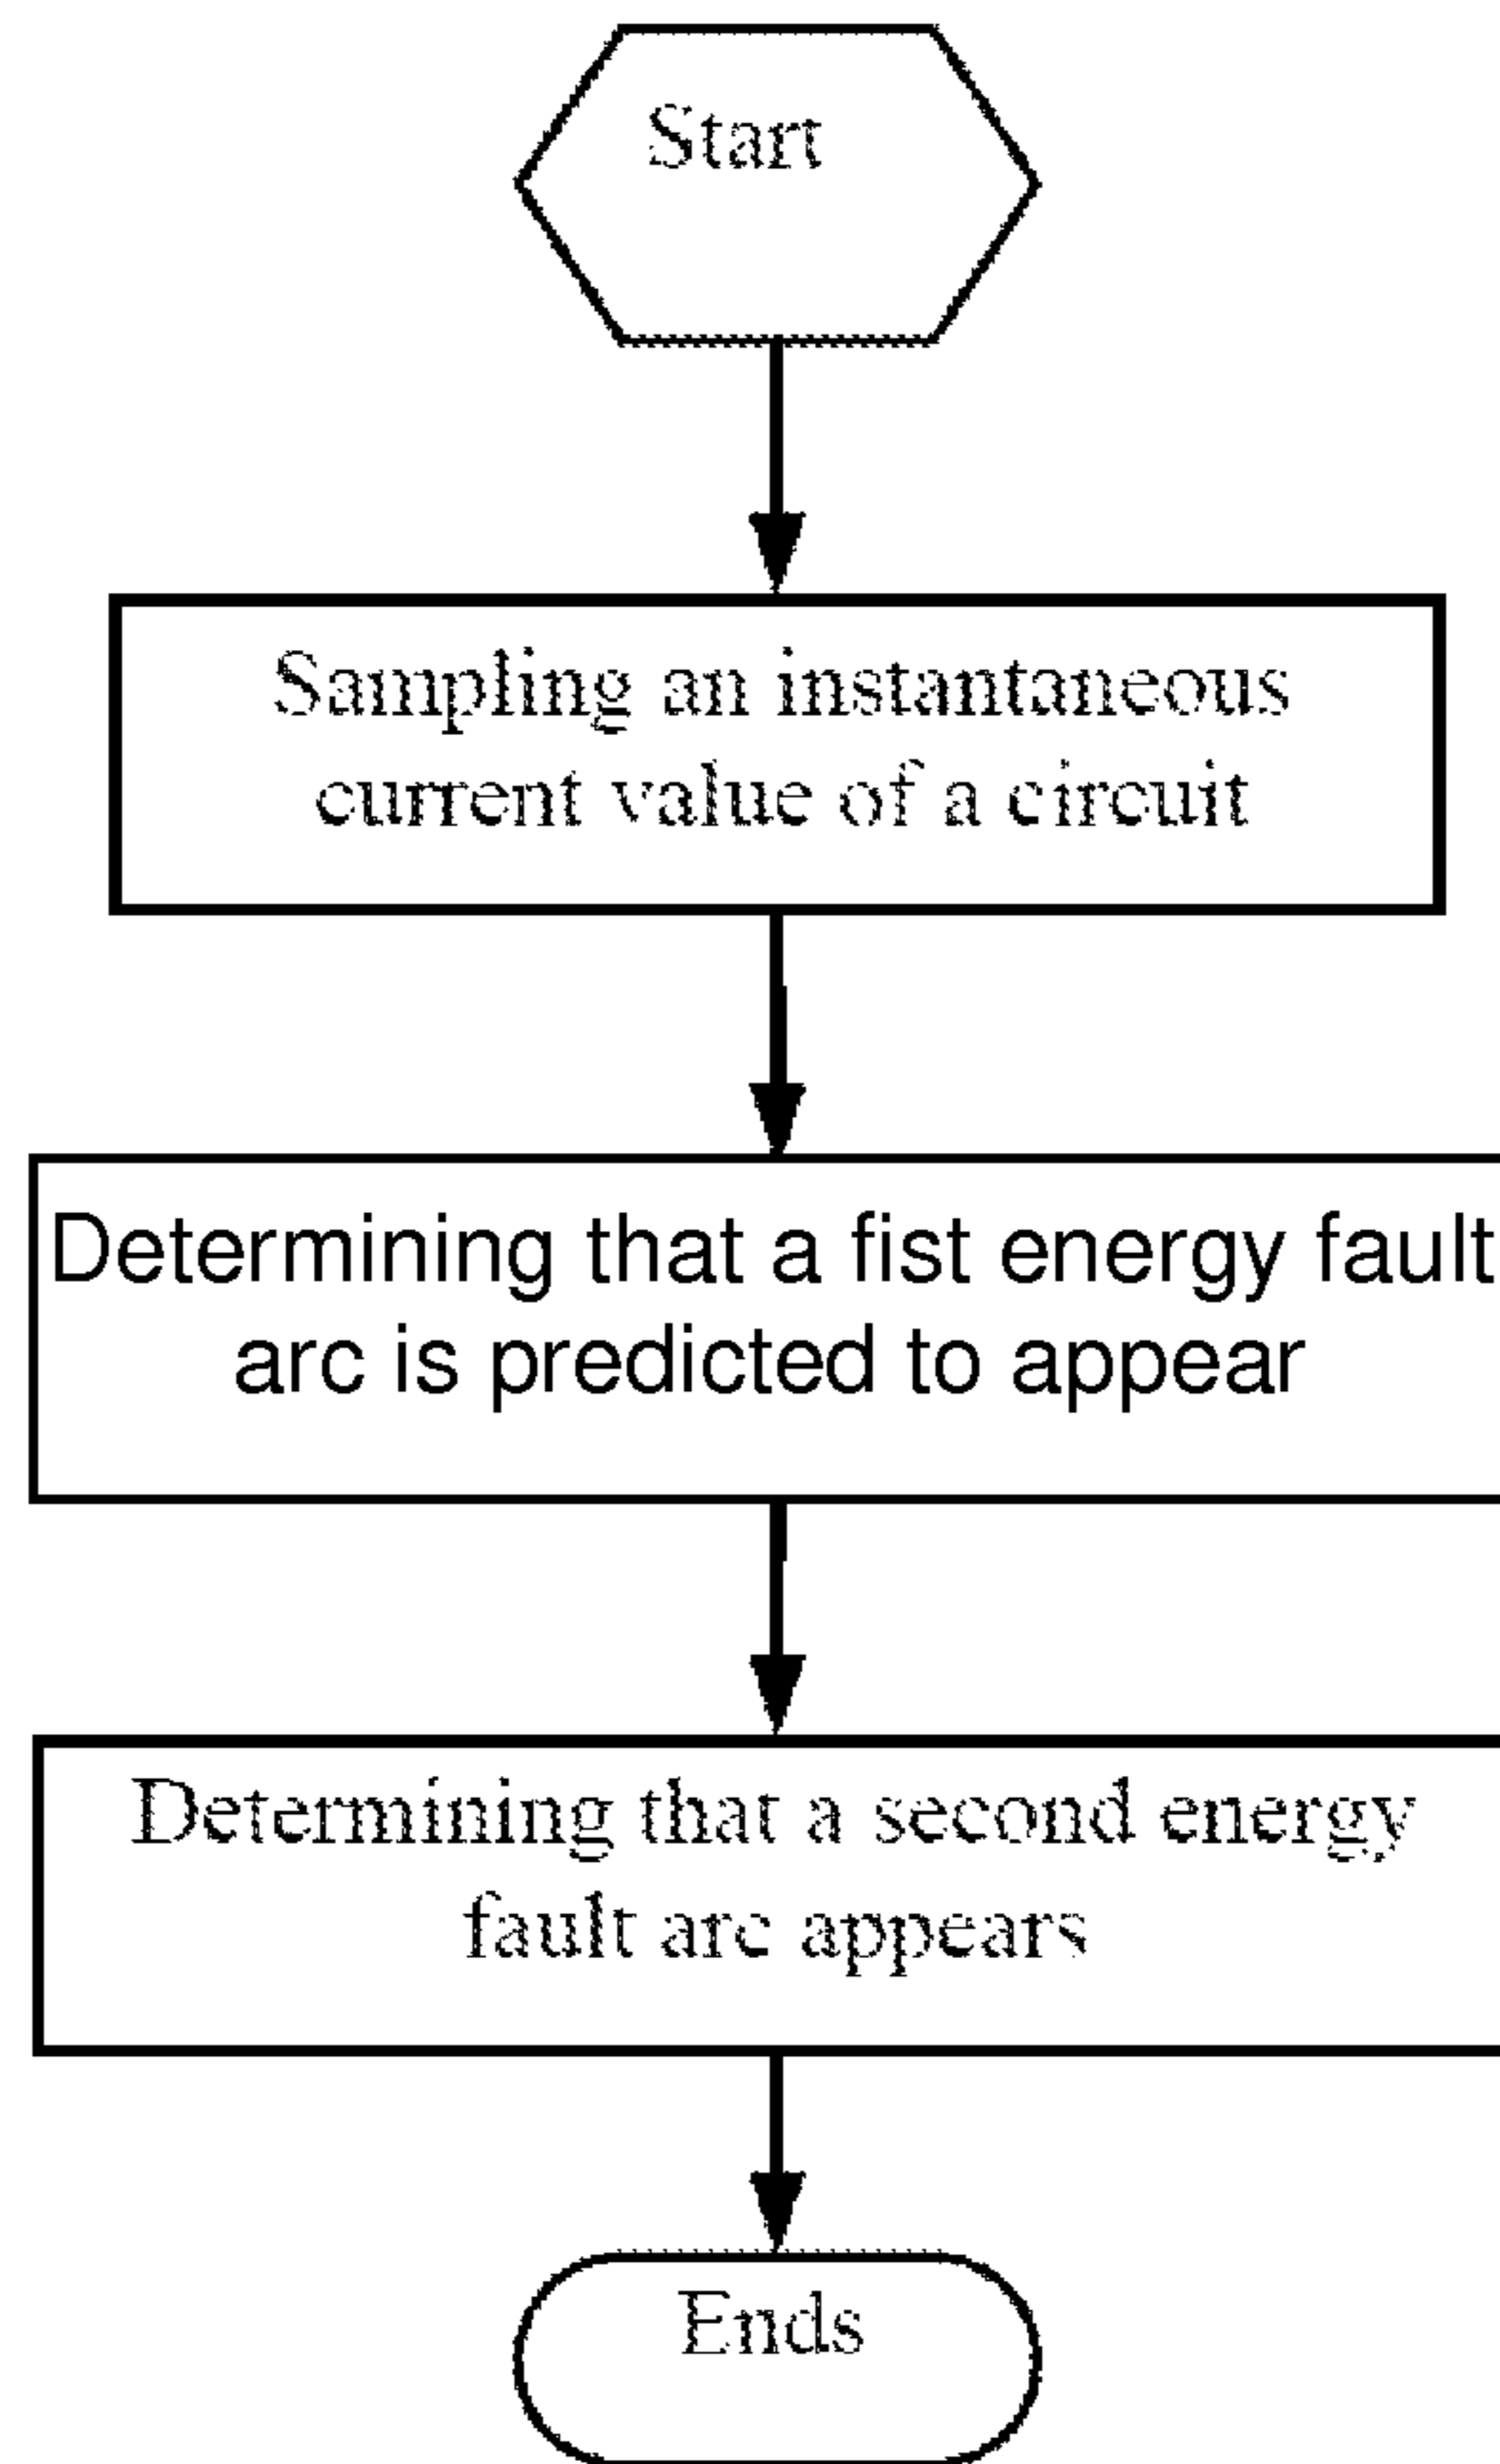 Start
Sampling an instantaneous
current value of a circuit
Determining that a fist energy fault
arc is predicted to appear
Determining that a second energy
fault arc appears
Ends